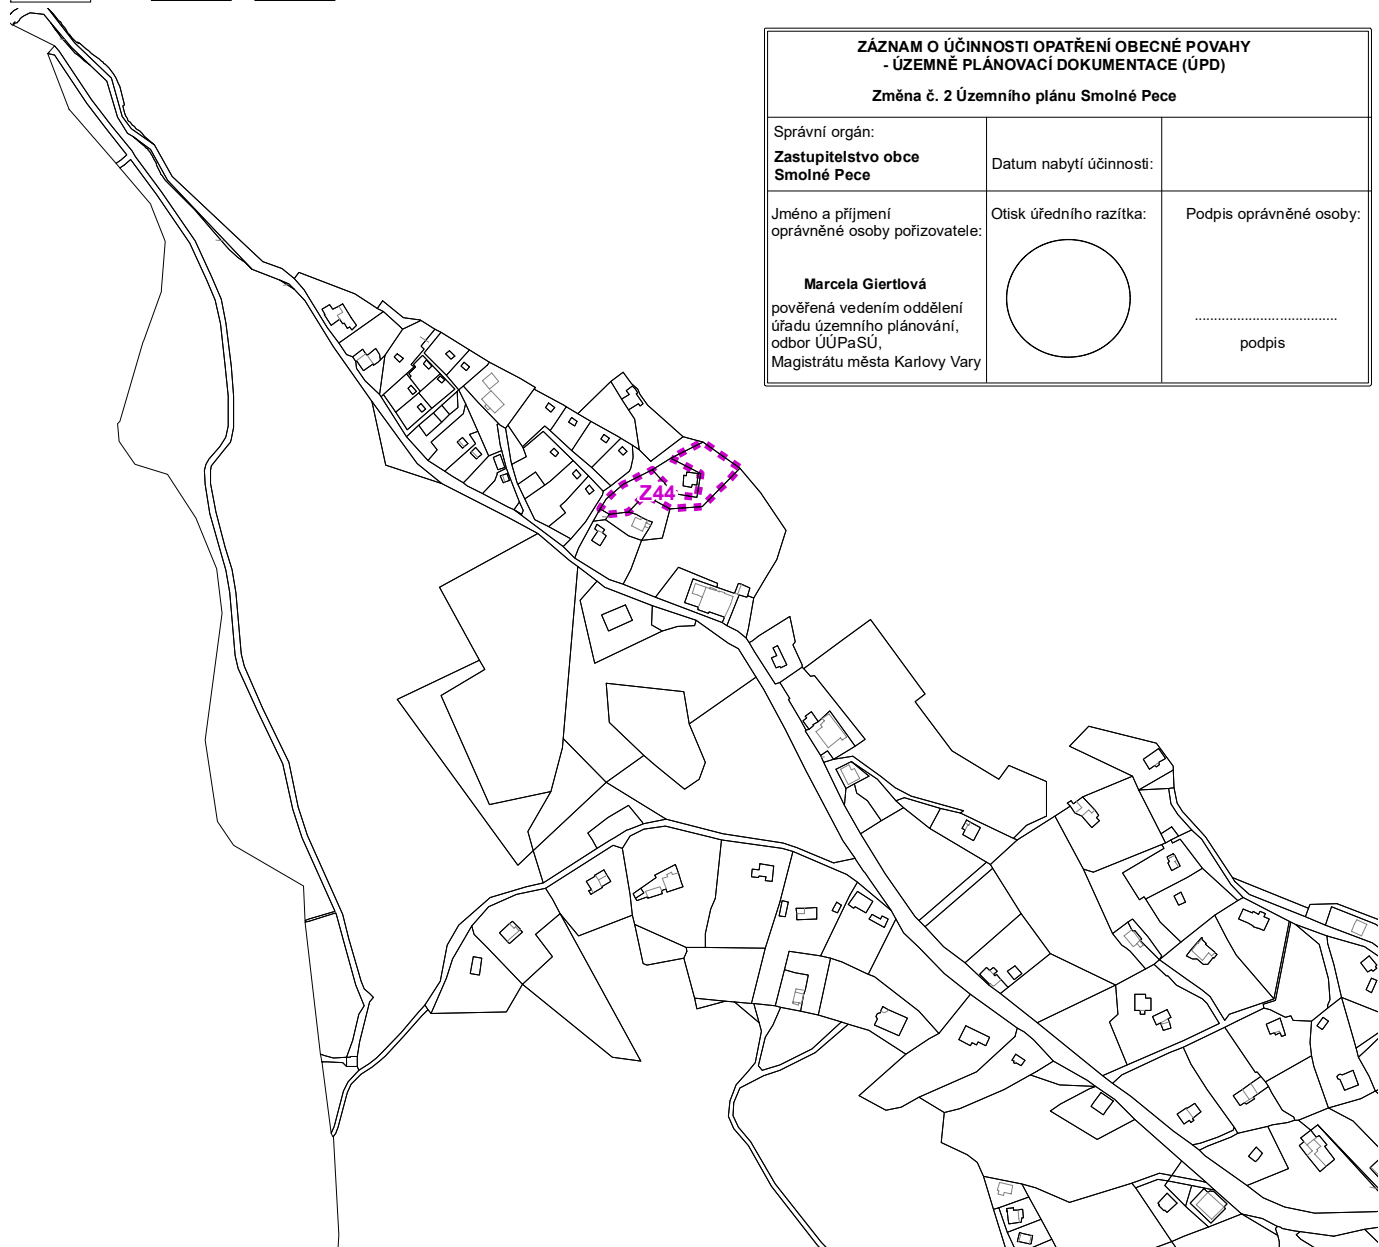 ZÁZNAM O ÚČINNOSTI OPATŘENÍ OBECNÉ POVAHY
- ÚZEMNĚ PLÁNOVACÍ DOKUMENTACE (ÚPD)
Změna č. 2 Územního plánu Smolné Pece
Správní orgán:
Zastupitelstvo obce
Smolné Pece
Datum nabytí účinnosti:
Jméno a příjmení
oprávněné osoby pořizovatele:
Marcela Giertlová
pověřená vedením oddělení
úřadu územního plánování,
odbor ÚÚPaSÚ,
Magistrátu města Karlovy Vary
Otisk úředního razítka:
Podpis oprávněné osoby:
.....................................
podpis
Z44